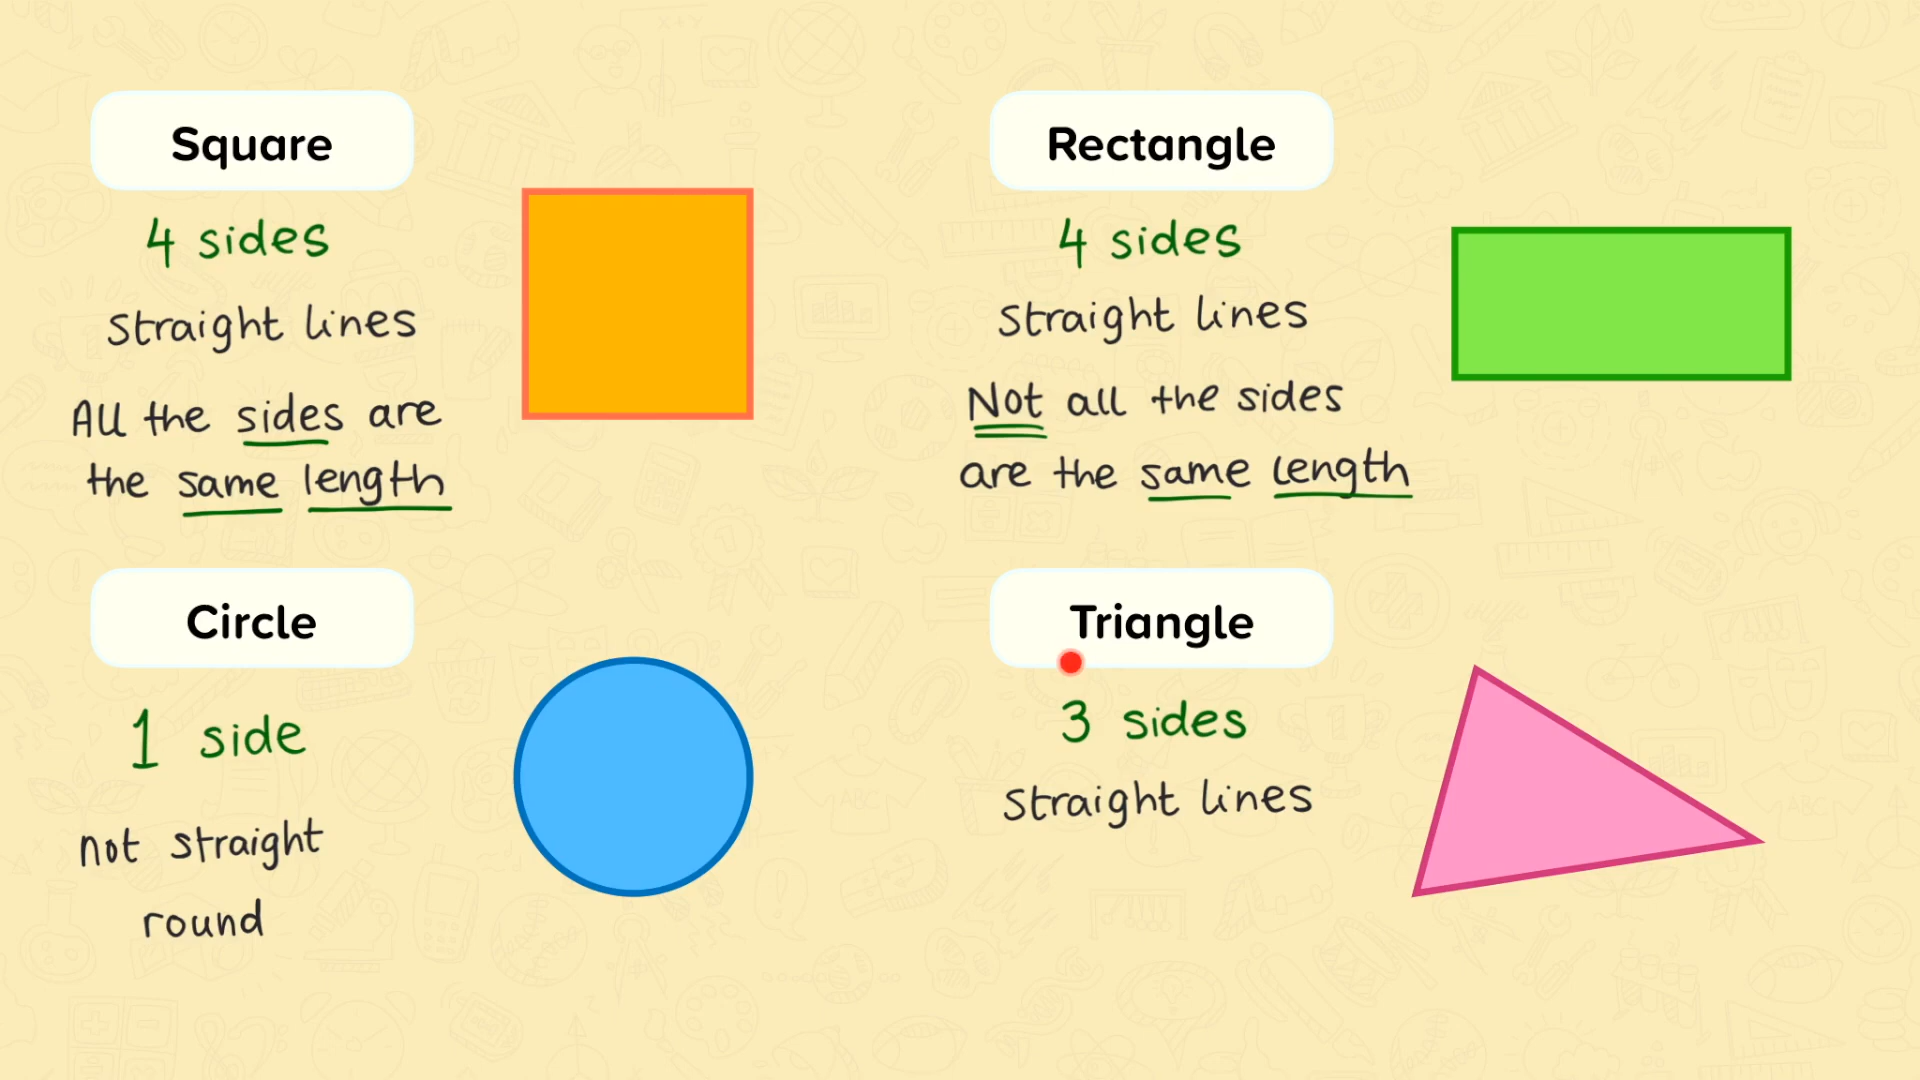 Square
4 sides
straight lines
All the sides are
the same length
Rectangle
4 sides
straight lines
Not all the sides
are the same length
Circle
1 side
not straight
round
Triangle
3 sides
straight lines